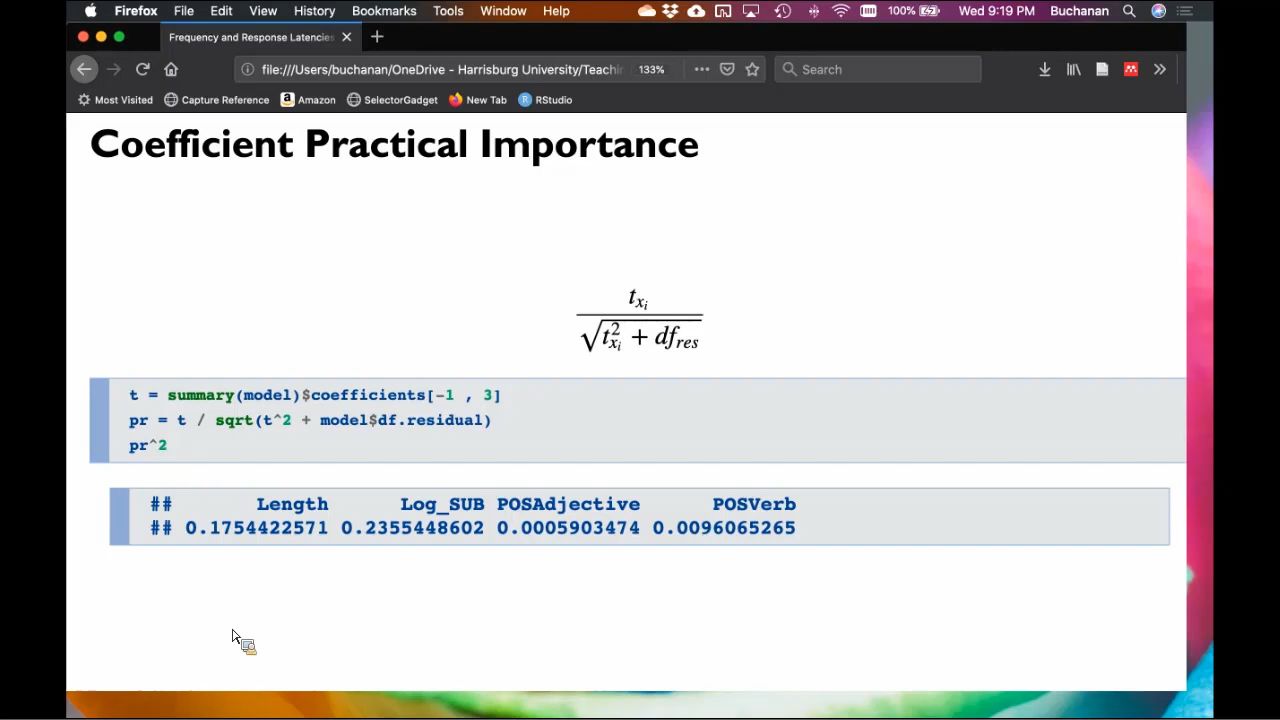 Firefox File Edit View History Bookmarks Tools Window Help 100% Wed 9:19 PM Buchanan
Frequency and Response Latencies
file:///Users/buchanan/OneDrive - Harrisburg University/Teachin 133% Search
Most Visited Capture Reference Amazon SelectorGadget New Tab RStudio
Coefficient Practical Importance
t_{x_i}
√t²_{x_i} + df_{res}
t = summary(model)$coefficients[-1 , 3]
pr = t / sqrt(t^2 + model$df.residual)
pr^2
## Length Log_SUB POSAdjective POSVerb
## 0.1754422571 0.2355448602 0.0005903474 0.0096065265